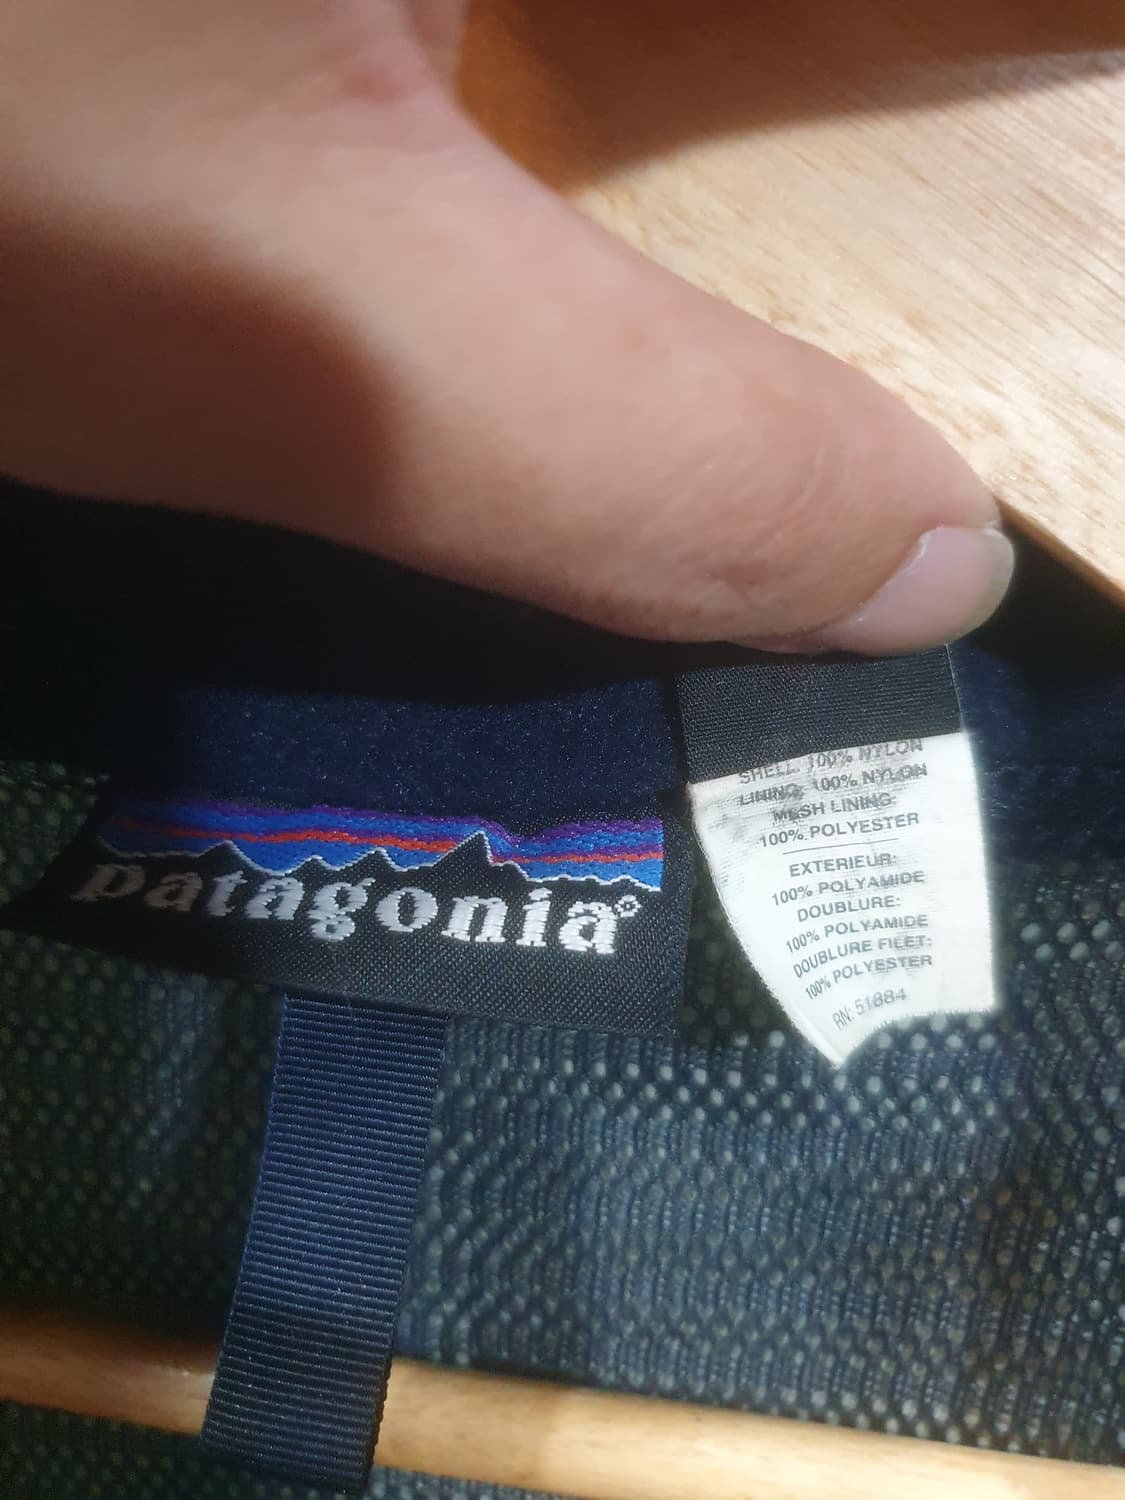 patagonia®
SHELL: 100% NYLON
LINING: 100% NYLON
MESH LINING:
100% POLYESTER
EXTERIEUR:
100% POLYAMIDE
DOUBLURE:
100% POLYAMIDE
DOUBLURE FILET:
100% POLYESTER
RN: 51884